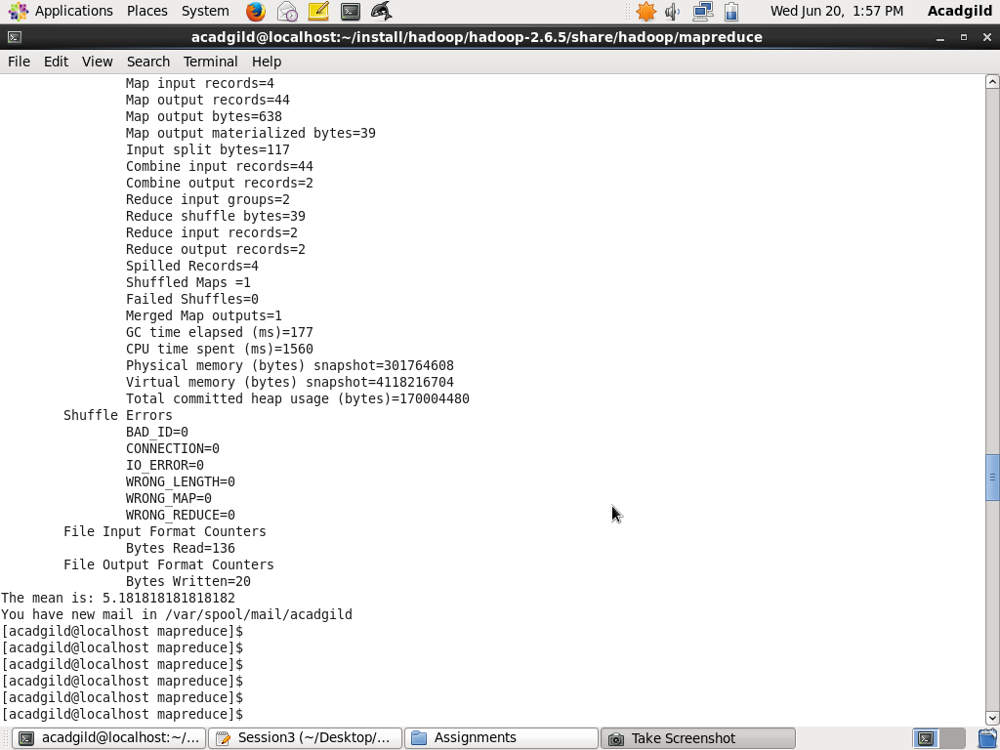 Applications Places System Wed Jun 20, 1:57 PM Acadgild
acadgild@localhost:~/install/hadoop/hadoop-2.6.5/share/hadoop/mapreduce
File Edit View Search Terminal Help
Map input records=4
Map output records=44
Map output bytes=638
Map output materialized bytes=39
Input split bytes=117
Combine input records=44
Combine output records=2
Reduce input groups=2
Reduce shuffle bytes=39
Reduce input records=2
Reduce output records=2
Spilled Records=4
Shuffled Maps =1
Failed Shuffles=0
Merged Map outputs=1
GC time elapsed (ms)=177
CPU time spent (ms)=1560
Physical memory (bytes) snapshot=301764608
Virtual memory (bytes) snapshot=4118216704
Total committed heap usage (bytes)=170004480
Shuffle Errors
BAD_ID=0
CONNECTION=0
IO_ERROR=0
WRONG_LENGTH=0
WRONG_MAP=0
WRONG_REDUCE=0
File Input Format Counters
Bytes Read=136
File Output Format Counters
Bytes Written=20
The mean is: 5.181818181818182
You have new mail in /var/spool/mail/acadgild
[acadgild@localhost mapreduce]$
[acadgild@localhost mapreduce]$
[acadgild@localhost mapreduce]$
[acadgild@localhost mapreduce]$
[acadgild@localhost mapreduce]$
[acadgild@localhost mapreduce]$
acadgild@localhost:~/... Session3 (~/Desktop/... Assignments Take Screenshot